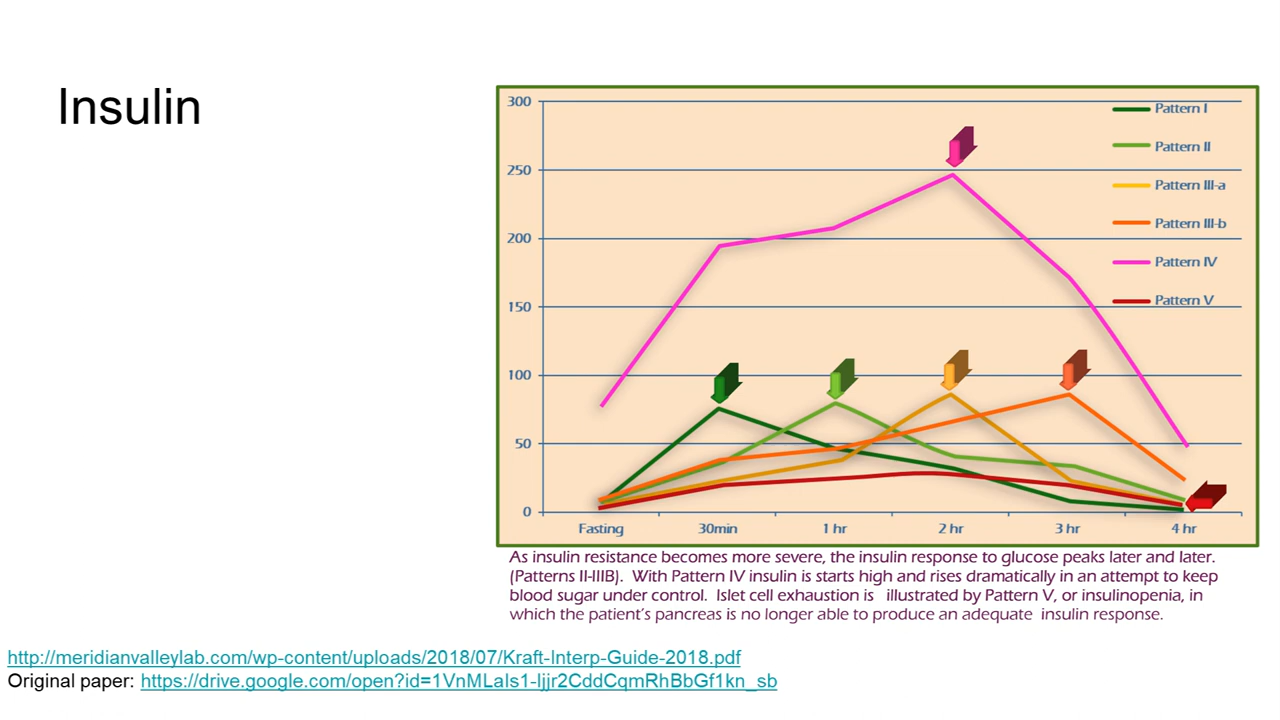 Insulin
300
250
200
150
100
50
0
Pattern I
Pattern II
Pattern III-a
Pattern III-b
Pattern IV
Pattern V
Fasting 30min 1 hr 2 hr 3 hr 4 hr
As insulin resistance becomes more severe, the insulin response to glucose peaks later and later.
(Patterns II-IIIB). With Pattern IV insulin is starts high and rises dramatically in an attempt to keep
blood sugar under control. Islet cell exhaustion is illustrated by Pattern V, or insulinopenia, in
which the patient's pancreas is no longer able to produce an adequate insulin response.
http://meridianvalleylab.com/wp-content/uploads/2018/07/Kraft-Interp-Guide-2018.pdf
Original paper: https://drive.google.com/open?id=1VnMLaIs1-ljjr2CddCqmRhBbGf1kn_sb